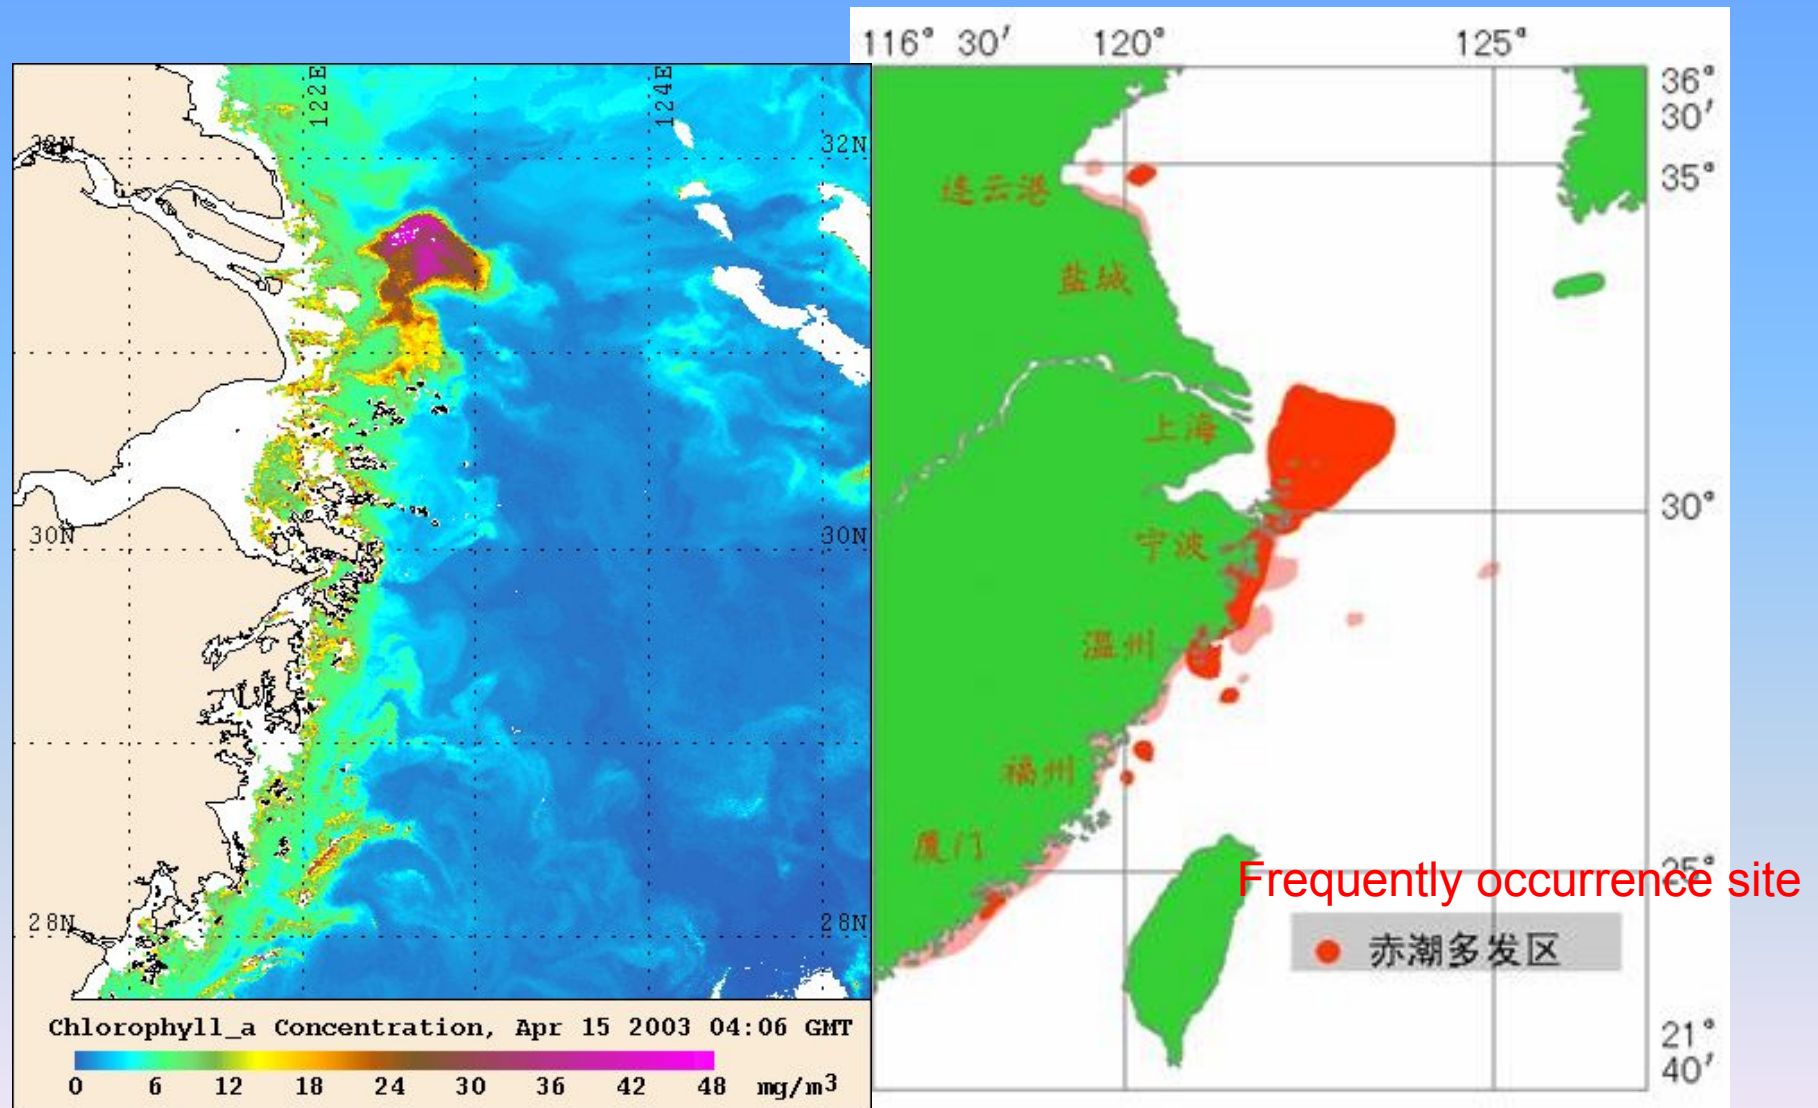 122E
124E
32N
32N
30N
30N
28N
28N
Chlorophyll_a Concentration, Apr 15 2003 04:06 GMT
0 6 12 18 24 30 36 42 48 mg/m3
116° 30′ 120° 125°
36°
30′
35°
连云港
盐城
上海
30°
宁波
温州
福州
厦门
25°
Frequently occurrence site
赤潮多发区
21°
40′